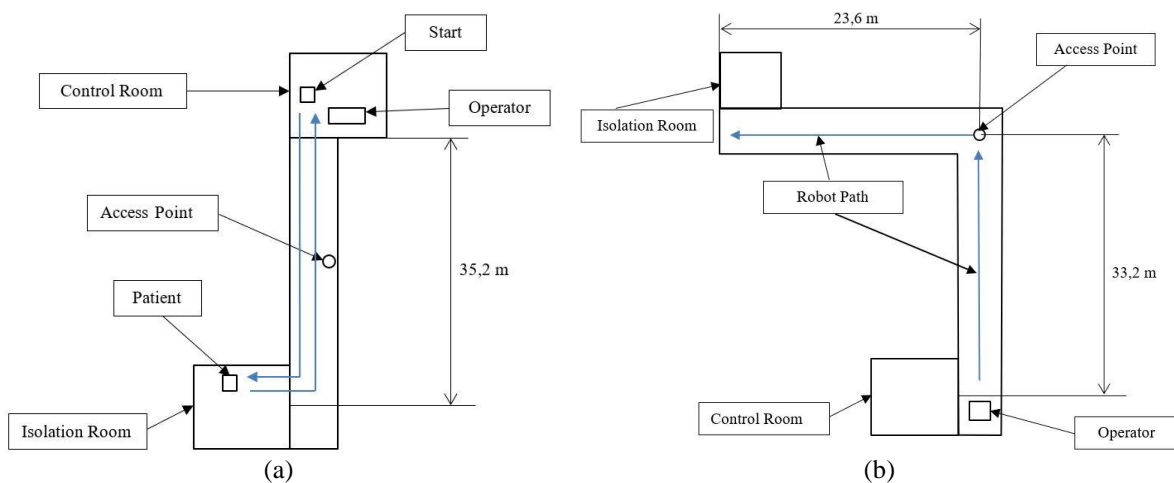 Start
Control Room
Operator
Access Point
35,2 m
Patient
Isolation Room
(a)
23,6 m
Access Point
Isolation Room
Robot Path
33,2 m
Control Room
Operator
(b)